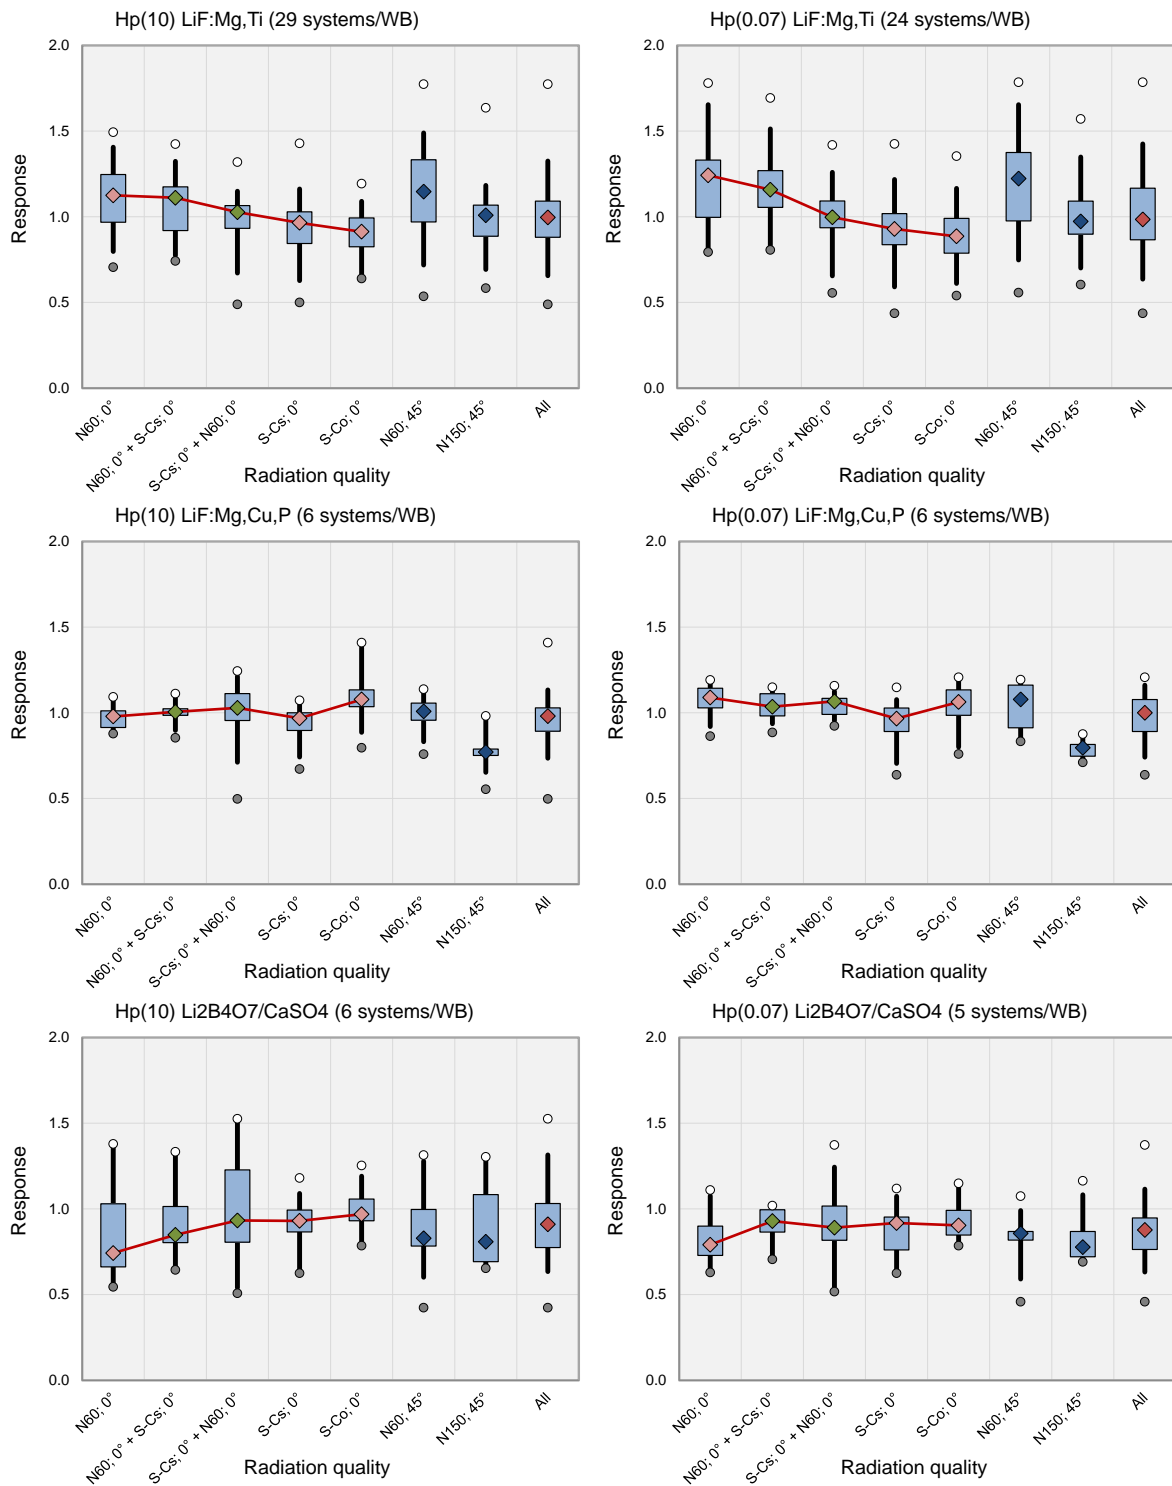 Hp(10) LiF:Mg,Ti (29 systems/WB)
2.0
1.5
1.0
0.5
0.0
Response
N60; 0°
N60; 0° + S-Cs; 0°
S-Cs; 0° + N60; 0°
S-Cs; 0°
S-Co; 0°
N60; 45°
N150; 45°
All
Radiation quality
Hp(0.07) LiF:Mg,Ti (24 systems/WB)
2.0
1.5
1.0
0.5
0.0
Response
N60; 0°
N60; 0° + S-Cs; 0°
S-Cs; 0° + N60; 0°
S-Cs; 0°
S-Co; 0°
N60; 45°
N150; 45°
All
Radiation quality
Hp(10) LiF:Mg,Cu,P (6 systems/WB)
2.0
1.5
1.0
0.5
0.0
Response
N60; 0°
N60; 0° + S-Cs; 0°
S-Cs; 0° + N60; 0°
S-Cs; 0°
S-Co; 0°
N60; 45°
N150; 45°
All
Radiation quality
Hp(0.07) LiF:Mg,Cu,P (6 systems/WB)
2.0
1.5
1.0
0.5
0.0
Response
N60; 0°
N60; 0° + S-Cs; 0°
S-Cs; 0° + N60; 0°
S-Cs; 0°
S-Co; 0°
N60; 45°
N150; 45°
All
Radiation quality
Hp(10) Li2B4O7/CaSO4 (6 systems/WB)
2.0
1.5
1.0
0.5
0.0
Response
N60; 0°
N60; 0° + S-Cs; 0°
S-Cs; 0° + N60; 0°
S-Cs; 0°
S-Co; 0°
N60; 45°
N150; 45°
All
Radiation quality
Hp(0.07) Li2B4O7/CaSO4 (5 systems/WB)
2.0
1.5
1.0
0.5
0.0
Response
N60; 0°
N60; 0° + S-Cs; 0°
S-Cs; 0° + N60; 0°
S-Cs; 0°
S-Co; 0°
N60; 45°
N150; 45°
All
Radiation quality